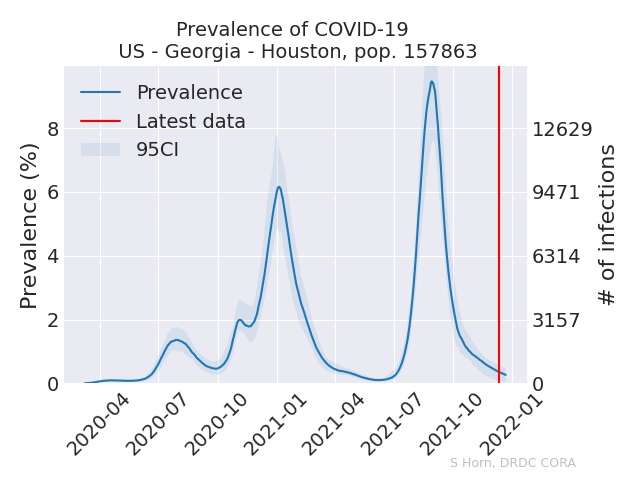 Prevalence of COVID-19
US - Georgia - Houston, pop. 157863
Prevalence
Latest data
95CI
Prevalence (%)
8
6
4
2
0
12629
9471
6314
3157
0
# of infections
2020-04
2020-07
2020-10
2021-01
2021-04
2021-07
2021-10
2022-01
S Horn, DRDC CORA